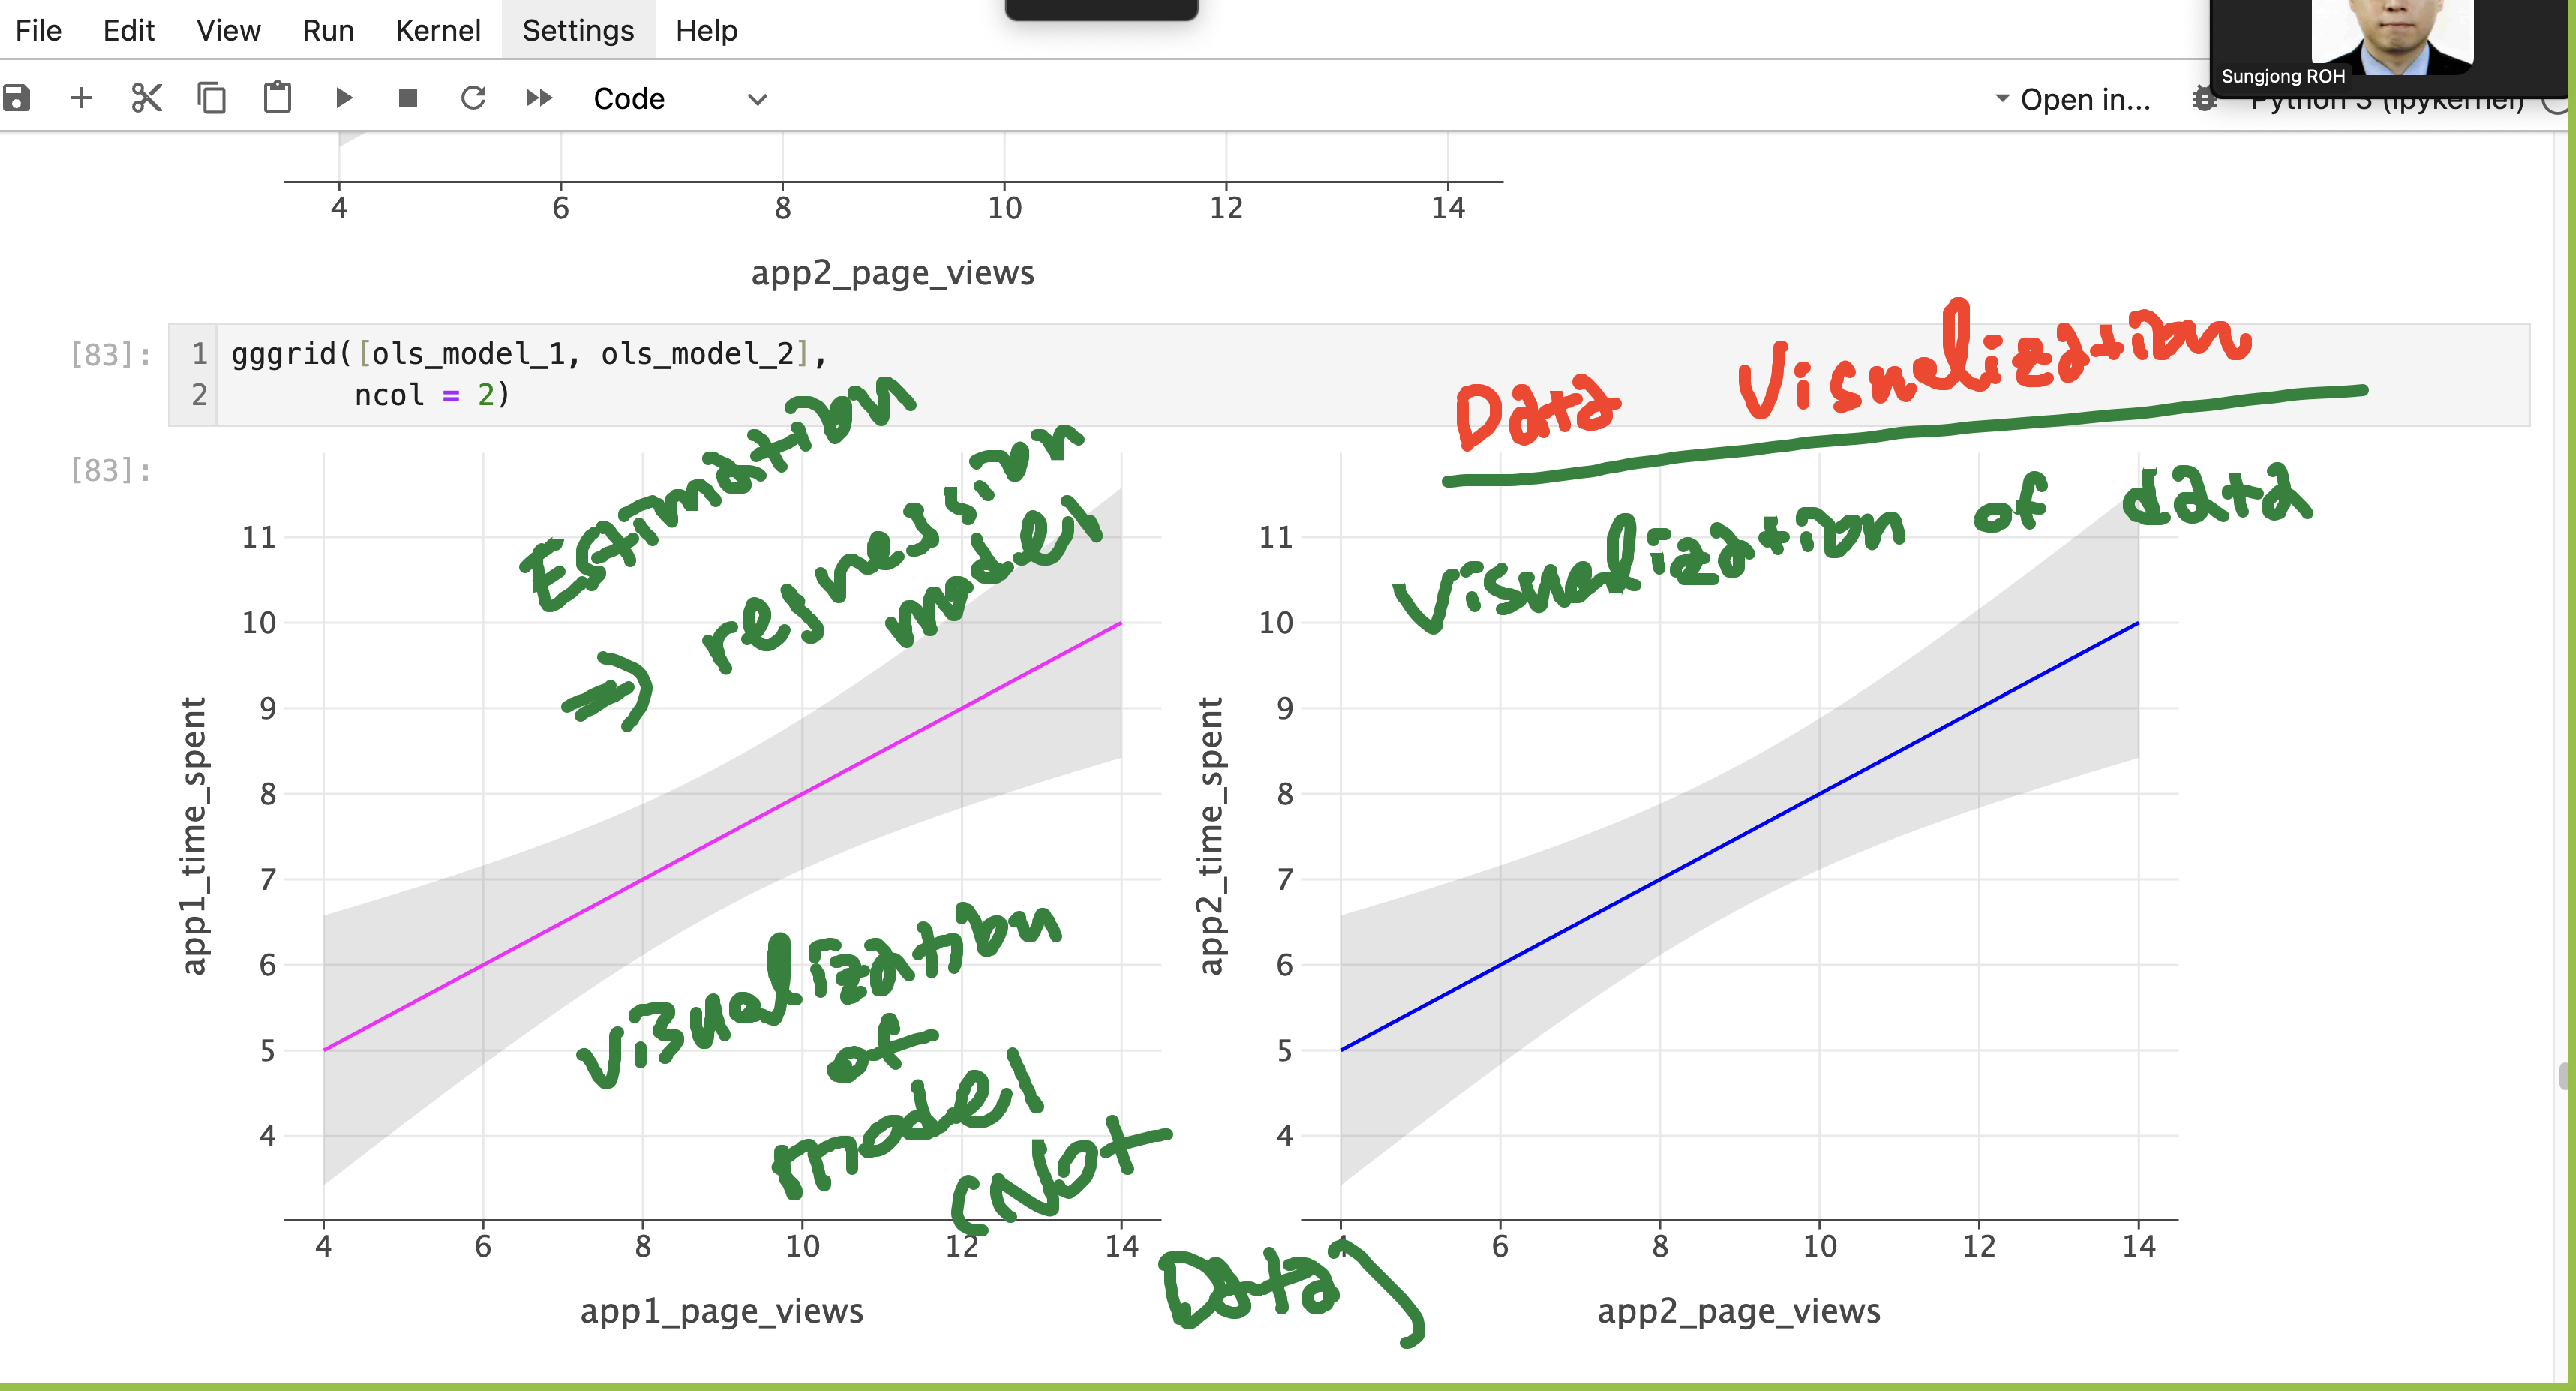 File Edit View Run Kernel Settings Help
Sungjong ROH
Code
Open in...
Python 3 (ipykernel)
4 6 8 10 12 14
app2_page_views
[83]:
1 gggrid([ols_model_1, ols_model_2],
2 ncol = 2)
Data Visualization
[83]:
Estimation
⇒ regression
model
Visualization of data
11
10
9
8
7
6
5
4
app1_time_spent
4 6 8 10 12 14
app1_page_views
Visualization
of
model
(Not
Data)
11
10
9
8
7
6
5
4
app2_time_spent
4 6 8 10 12 14
app2_page_views